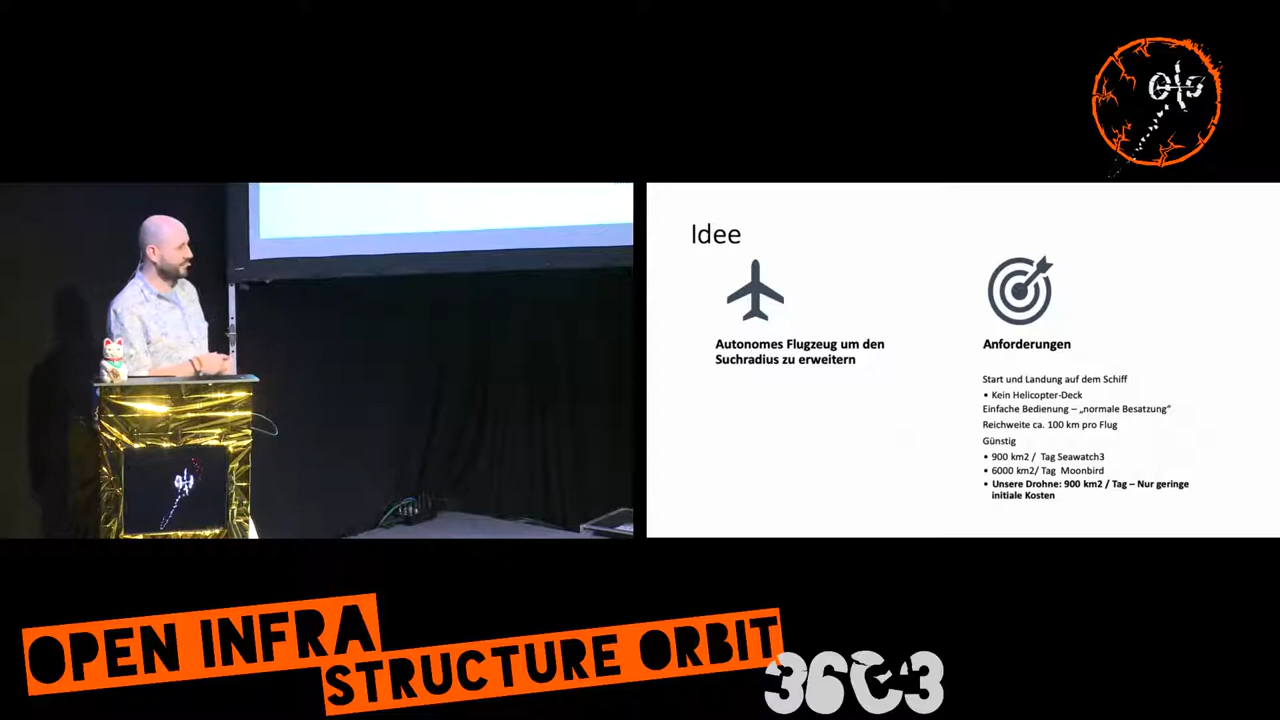 OIO
Idee
Autonomes Flugzeug um den
Suchradius zu erweitern
Anforderungen
Start und Landung auf dem Schiff
• Kein Helicopter-Deck
Einfache Bedienung – „normale Besatzung“
Reichweite ca. 100 km pro Flug
Günstig
• 900 km2 / Tag Seawatch3
• 6000 km2/ Tag Moonbird
• Unsere Drohne: 900 km2 / Tag – Nur geringe
initiale Kosten
OPEN INFRA
STRUCTURE ORBIT
36C3